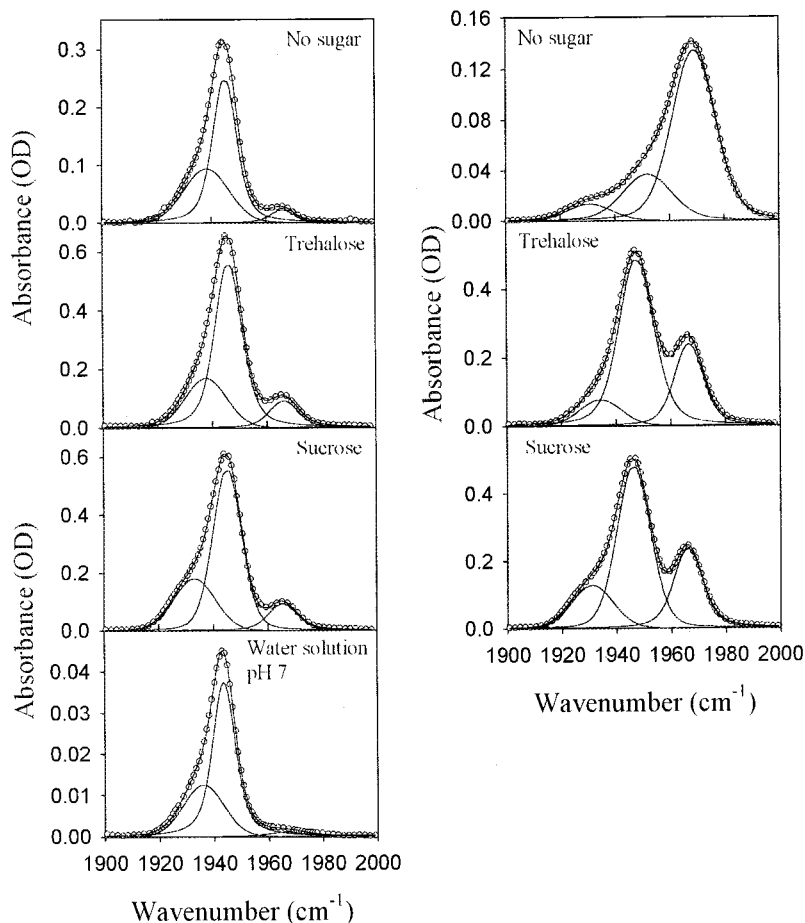 No sugar
0.3
0.2
0.1
0.0
Absorbance (OD)
Trehalose
0.6
0.4
0.2
0.0
Sucrose
0.6
0.4
0.2
0.0
Absorbance (OD)
Water solution
pH 7
0.04
0.03
0.02
0.01
0.00
1900 1920 1940 1960 1980 2000
Wavenumber (cm⁻¹)
No sugar
0.16
0.12
0.08
0.04
0.00
Trehalose
0.4
0.2
0.0
Absorbance (OD)
Sucrose
0.4
0.2
0.0
1900 1920 1940 1960 1980 2000
Wavenumber (cm⁻¹)